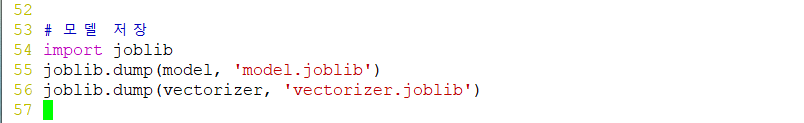 52
53 # 모델 저장
54 import joblib
55 joblib.dump(model, 'model.joblib')
56 joblib.dump(vectorizer, 'vectorizer.joblib')
57